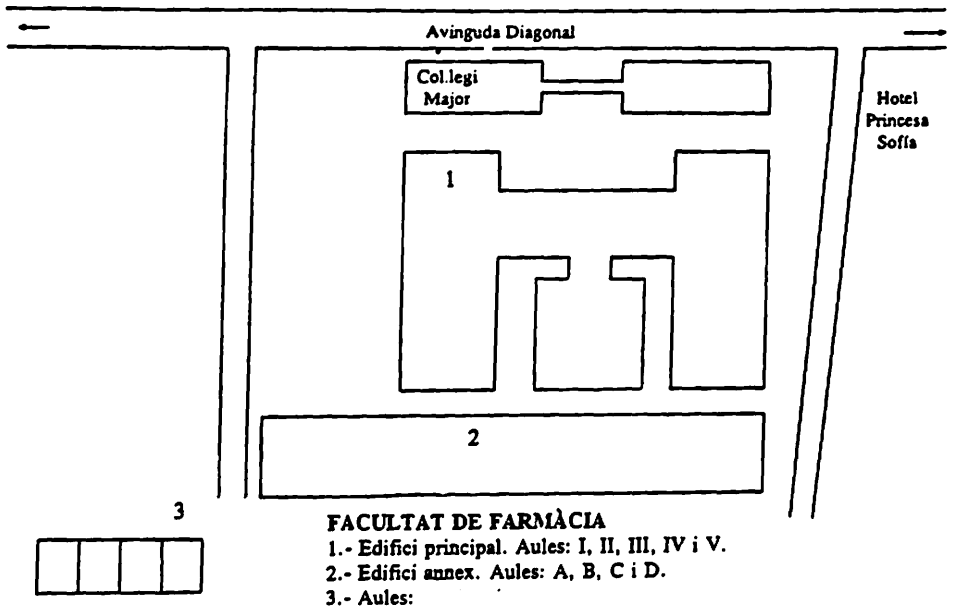 Avinguda Diagonal
Col.legi
Major
Hotel
Princesa
Sofía
1
2
3
FACULTAT DE FARMÀCIA
1.- Edifici principal. Aules: I, II, III, IV i V.
2.- Edifici annex. Aules: A, B, C i D.
3.- Aules: